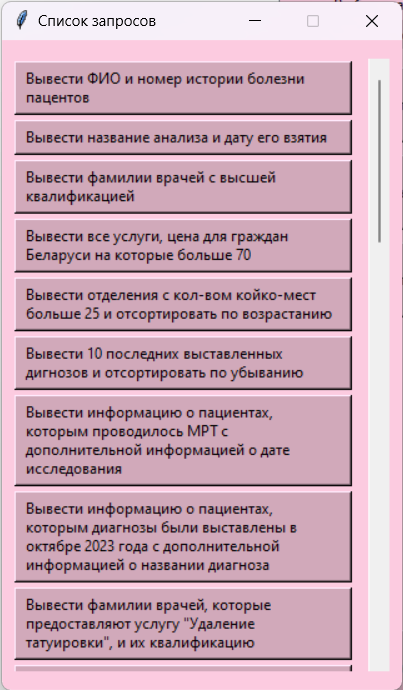 Список запросов
Вывести ФИО и номер истории болезни
пацентов
Вывести название анализа и дату его взятия
Вывести фамилии врачей с высшей
квалификацией
Вывести все услуги, цена для граждан
Беларуси на которые больше 70
Вывести отделения с кол-вом койко-мест
больше 25 и отсортировать по возрастанию
Вывести 10 последних выставленных
дигнозов и отсортировать по убыванию
Вывести информацию о пациентах,
которым проводилось МРТ с
дополнительной информацией о дате
исследования
Вывести информацию о пациентах,
которым диагнозы были выставлены в
октябре 2023 года с дополнительной
информацией о названии диагноза
Вывести фамилии врачей, которые
предоставляют услугу "Удаление
татуировки", и их квалификацию